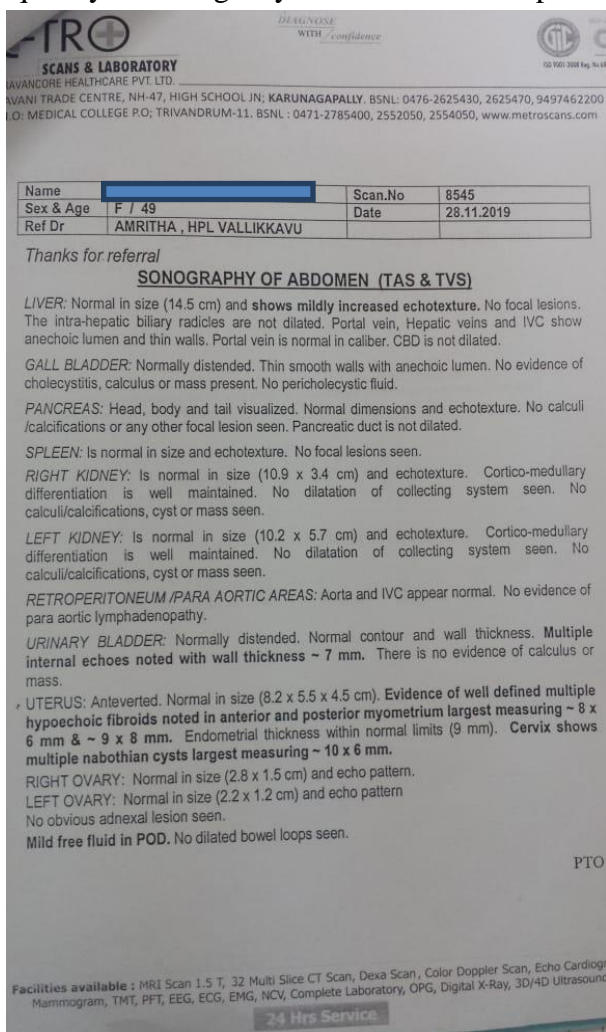 DIAGNOSE
WITH confidence
SCANS & LABORATORY
HEALTHCARE PVT. LTD.
TRADE CENTRE, NH-47, HIGH SCHOOL JN; KARUNAGAPALLY. BSNL: 0476-2625430, 2625470, 9497462200
MEDICAL COLLEGE P.O; TRIVANDRUM-11. BSNL : 0471-2785400, 2552050, 2554050, www.metroscans.com
Name Scan.No 8545
Sex & Age F / 49 Date 28.11.2019
Ref Dr AMRITHA , HPL VALLIKKAVU
Thanks for referral
SONOGRAPHY OF ABDOMEN (TAS & TVS)
LIVER: Normal in size (14.5 cm) and shows mildly increased echotexture. No focal lesions.
The intra-hepatic biliary radicles are not dilated. Portal vein, Hepatic veins and IVC show
anechoic lumen and thin walls. Portal vein is normal in caliber. CBD is not dilated.
GALL BLADDER: Normally distended. Thin smooth walls with anechoic lumen. No evidence of
cholecystitis, calculus or mass present. No pericholecystic fluid.
PANCREAS: Head, body and tail visualized. Normal dimensions and echotexture. No calculi
/calcifications or any other focal lesion seen. Pancreatic duct is not dilated.
SPLEEN: Is normal in size and echotexture. No focal lesions seen.
RIGHT KIDNEY: Is normal in size (10.9 x 3.4 cm) and echotexture. Cortico-medullary
differentiation is well maintained. No dilatation of collecting system seen. No
calculi/calcifications, cyst or mass seen.
LEFT KIDNEY: Is normal in size (10.2 x 5.7 cm) and echotexture. Cortico-medullary
differentiation is well maintained. No dilatation of collecting system seen. No
calculi/calcifications, cyst or mass seen.
RETROPERITONEUM /PARA AORTIC AREAS: Aorta and IVC appear normal. No evidence of
para aortic lymphadenopathy.
URINARY BLADDER: Normally distended. Normal contour and wall thickness. Multiple
internal echoes noted with wall thickness ~ 7 mm. There is no evidence of calculus or
mass.
UTERUS: Anteverted. Normal in size (8.2 x 5.5 x 4.5 cm). Evidence of well defined multiple
hypoechoic fibroids noted in anterior and posterior myometrium largest measuring ~ 8 x
6 mm & ~ 9 x 8 mm. Endometrial thickness within normal limits (9 mm). Cervix shows
multiple nabothian cysts largest measuring ~ 10 x 6 mm.
RIGHT OVARY: Normal in size (2.8 x 1.5 cm) and echo pattern.
LEFT OVARY: Normal in size (2.2 x 1.2 cm) and echo pattern
No obvious adnexal lesion seen.
Mild free fluid in POD. No dilated bowel loops seen.
PTO
Facilities available : MRI Scan 1.5 T, 32 Multi Slice CT Scan, Dexa Scan, Color Doppler Scan, Echo
Mammogram, TMT, PFT, EEG, ECG, EMG, NCV, Complete Laboratory, OPG, Digital X-Ray, 3D/4D
24 Hrs Service